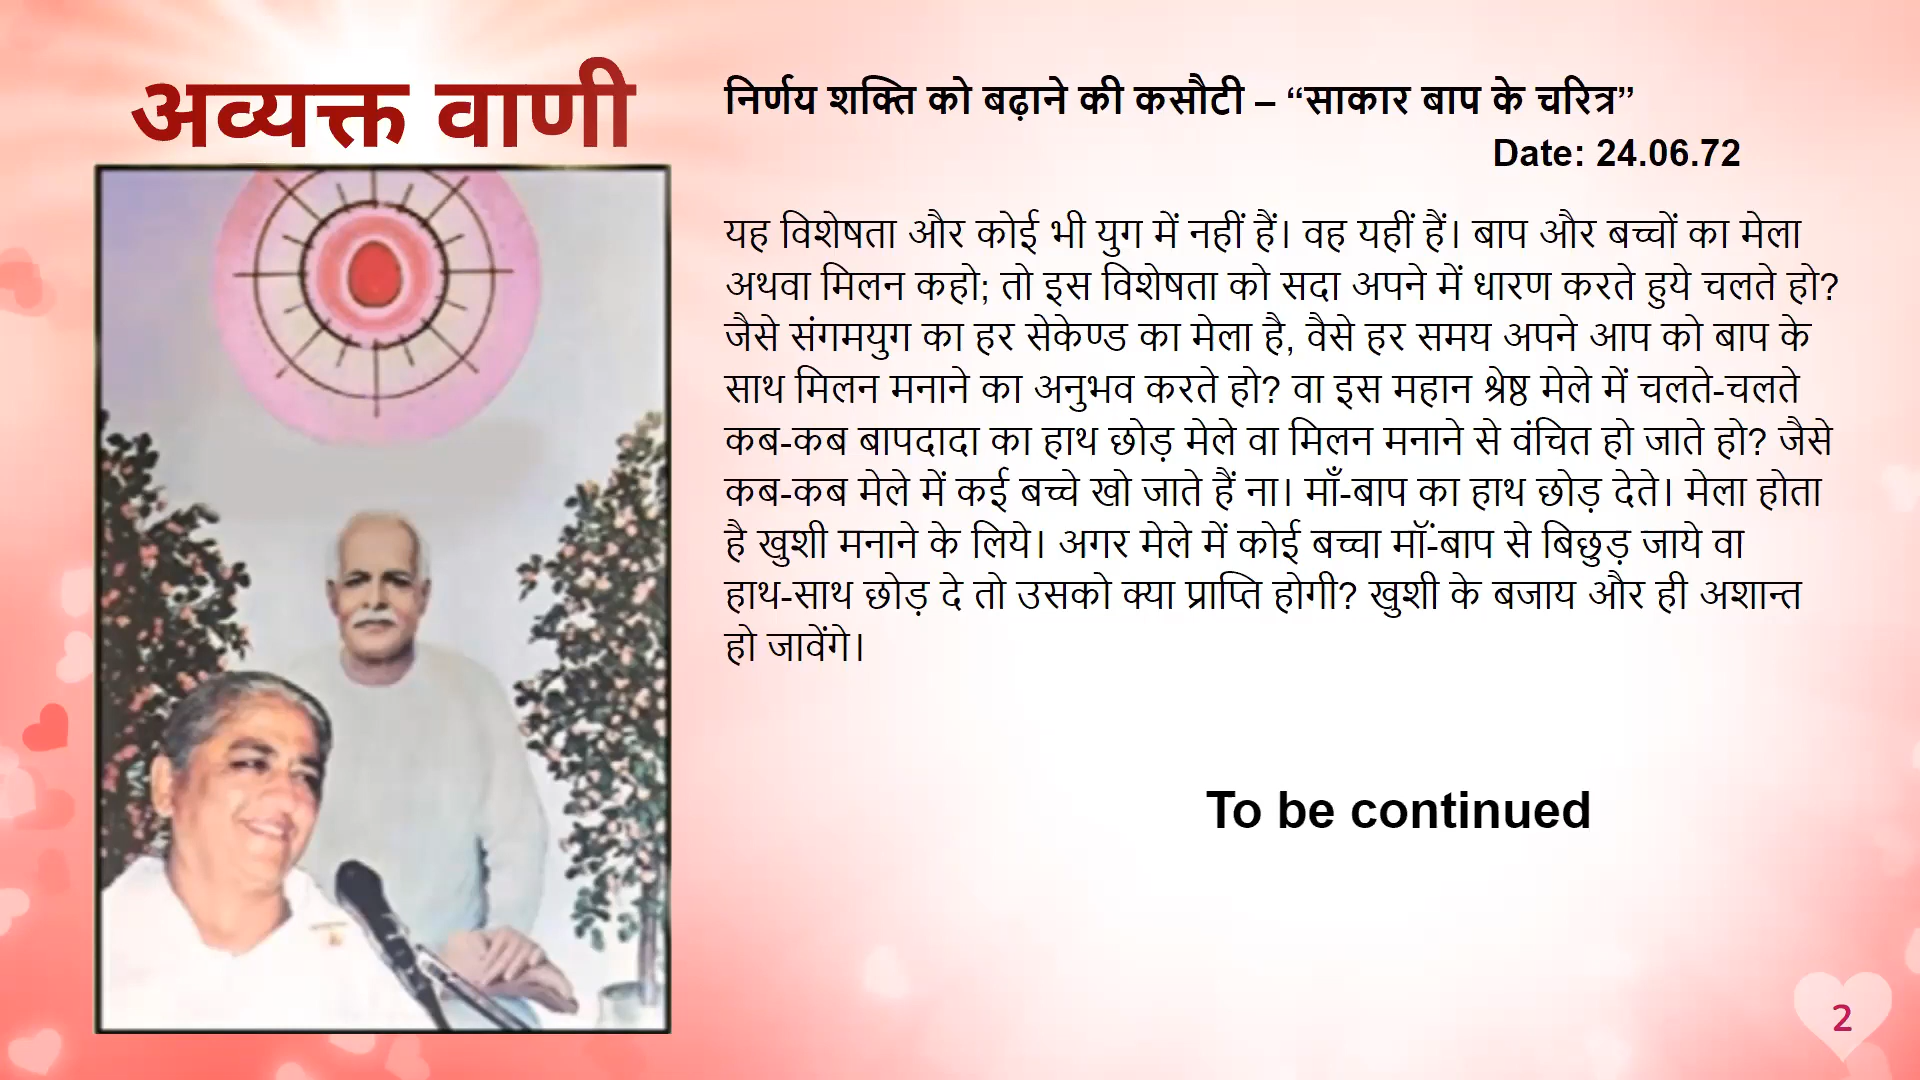 अव्यक्त वाणी
निर्णय शक्ति को बढ़ाने की कसौटी – “साकार बाप के चरित्र”
Date: 24.06.72
यह विशेषता और कोई भी युग में नहीं हैं। वह यहीं हैं। बाप और बच्चों का मेला
अथवा मिलन कहो; तो इस विशेषता को सदा अपने में धारण करते हुये चलते हो?
जैसे संगमयुग का हर सेकेण्ड का मेला है, वैसे हर समय अपने आप को बाप के
साथ मिलन मनाने का अनुभव करते हो? वा इस महान श्रेष्ठ मेले में चलते-चलते
कब-कब बापदादा का हाथ छोड़ मेले वा मिलन मनाने से वंचित हो जाते हो? जैसे
कब-कब मेले में कई बच्चे खो जाते हैं ना। माँ-बाप का हाथ छोड़ देते। मेला होता
है खुशी मनाने के लिये। अगर मेले में कोई बच्चा मॉं-बाप से बिछुड़ जाये वा
हाथ-साथ छोड़ दे तो उसको क्या प्राप्ति होगी? खुशी के बजाय और ही अशान्त
हो जावेंगे।
To be continued
2